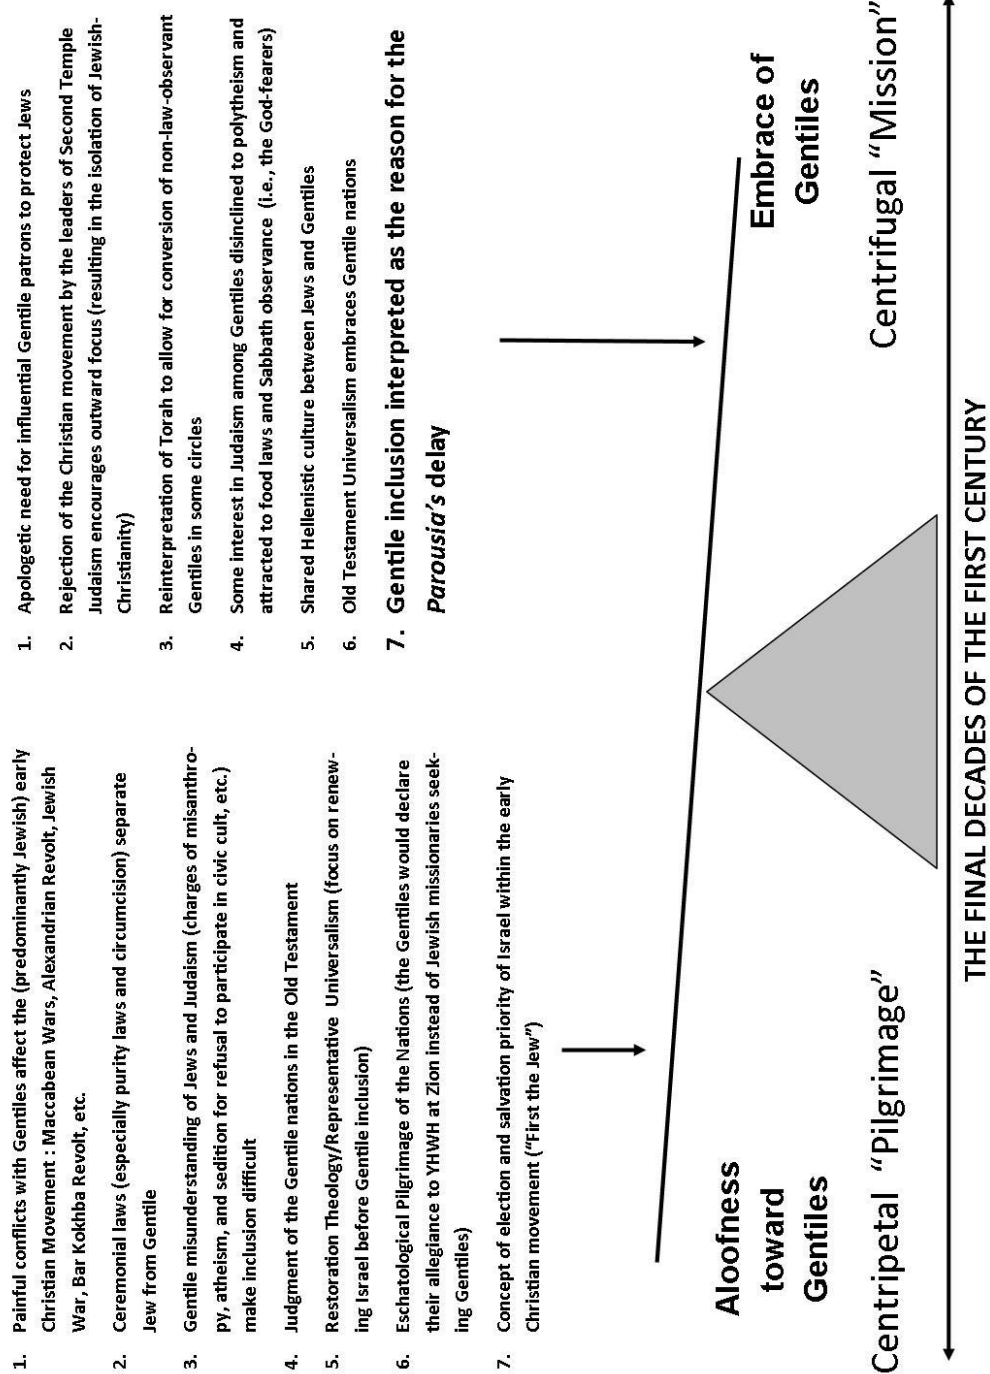 1. Painful conflicts with Gentiles affect the (predominantly Jewish) early
Christian Movement : Maccabean Wars, Alexandrian Revolt, Jewish
War, Bar Kokhba Revolt, etc.
2. Ceremonial laws (especially purity laws and circumcision) separate
Jew from Gentile
3. Gentile misunderstanding of Jews and Judaism (charges of misanthro-
py, atheism, and sedition for refusal to participate in civic cult, etc.)
make inclusion difficult
4. Judgment of the Gentile nations in the Old Testament
5. Restoration Theology/Representative Universalism (focus on renew-
ing Israel before Gentile inclusion)
6. Eschatological Pilgrimage of the Nations (the Gentiles would declare
their allegiance to YHWH at Zion instead of Jewish missionaries seek-
ing Gentiles)
7. Concept of election and salvation priority of Israel within the early
Christian movement ("First the Jew")
1. Apologetic need for influential Gentile patrons to protect Jews
2. Rejection of the Christian movement by the leaders of Second Temple
Judaism encourages outward focus (resulting in the isolation of Jewish-
Christianity)
3. Reinterpretation of Torah to allow for conversion of non-law-observant
Gentiles in some circles
4. Some interest in Judaism among Gentiles disinclined to polytheism and
attracted to food laws and Sabbath observance (i.e., the God-fearers)
5. Shared Hellenistic culture between Jews and Gentiles
6. Old Testament Universalism embraces Gentile nations
7. Gentile inclusion interpreted as the reason for the
Parousia's delay
Aloofness
toward
Gentiles
Embrace of
Gentiles
Centripetal “Pilgrimage”
Centrifugal “Mission”
THE FINAL DECADES OF THE FIRST CENTURY